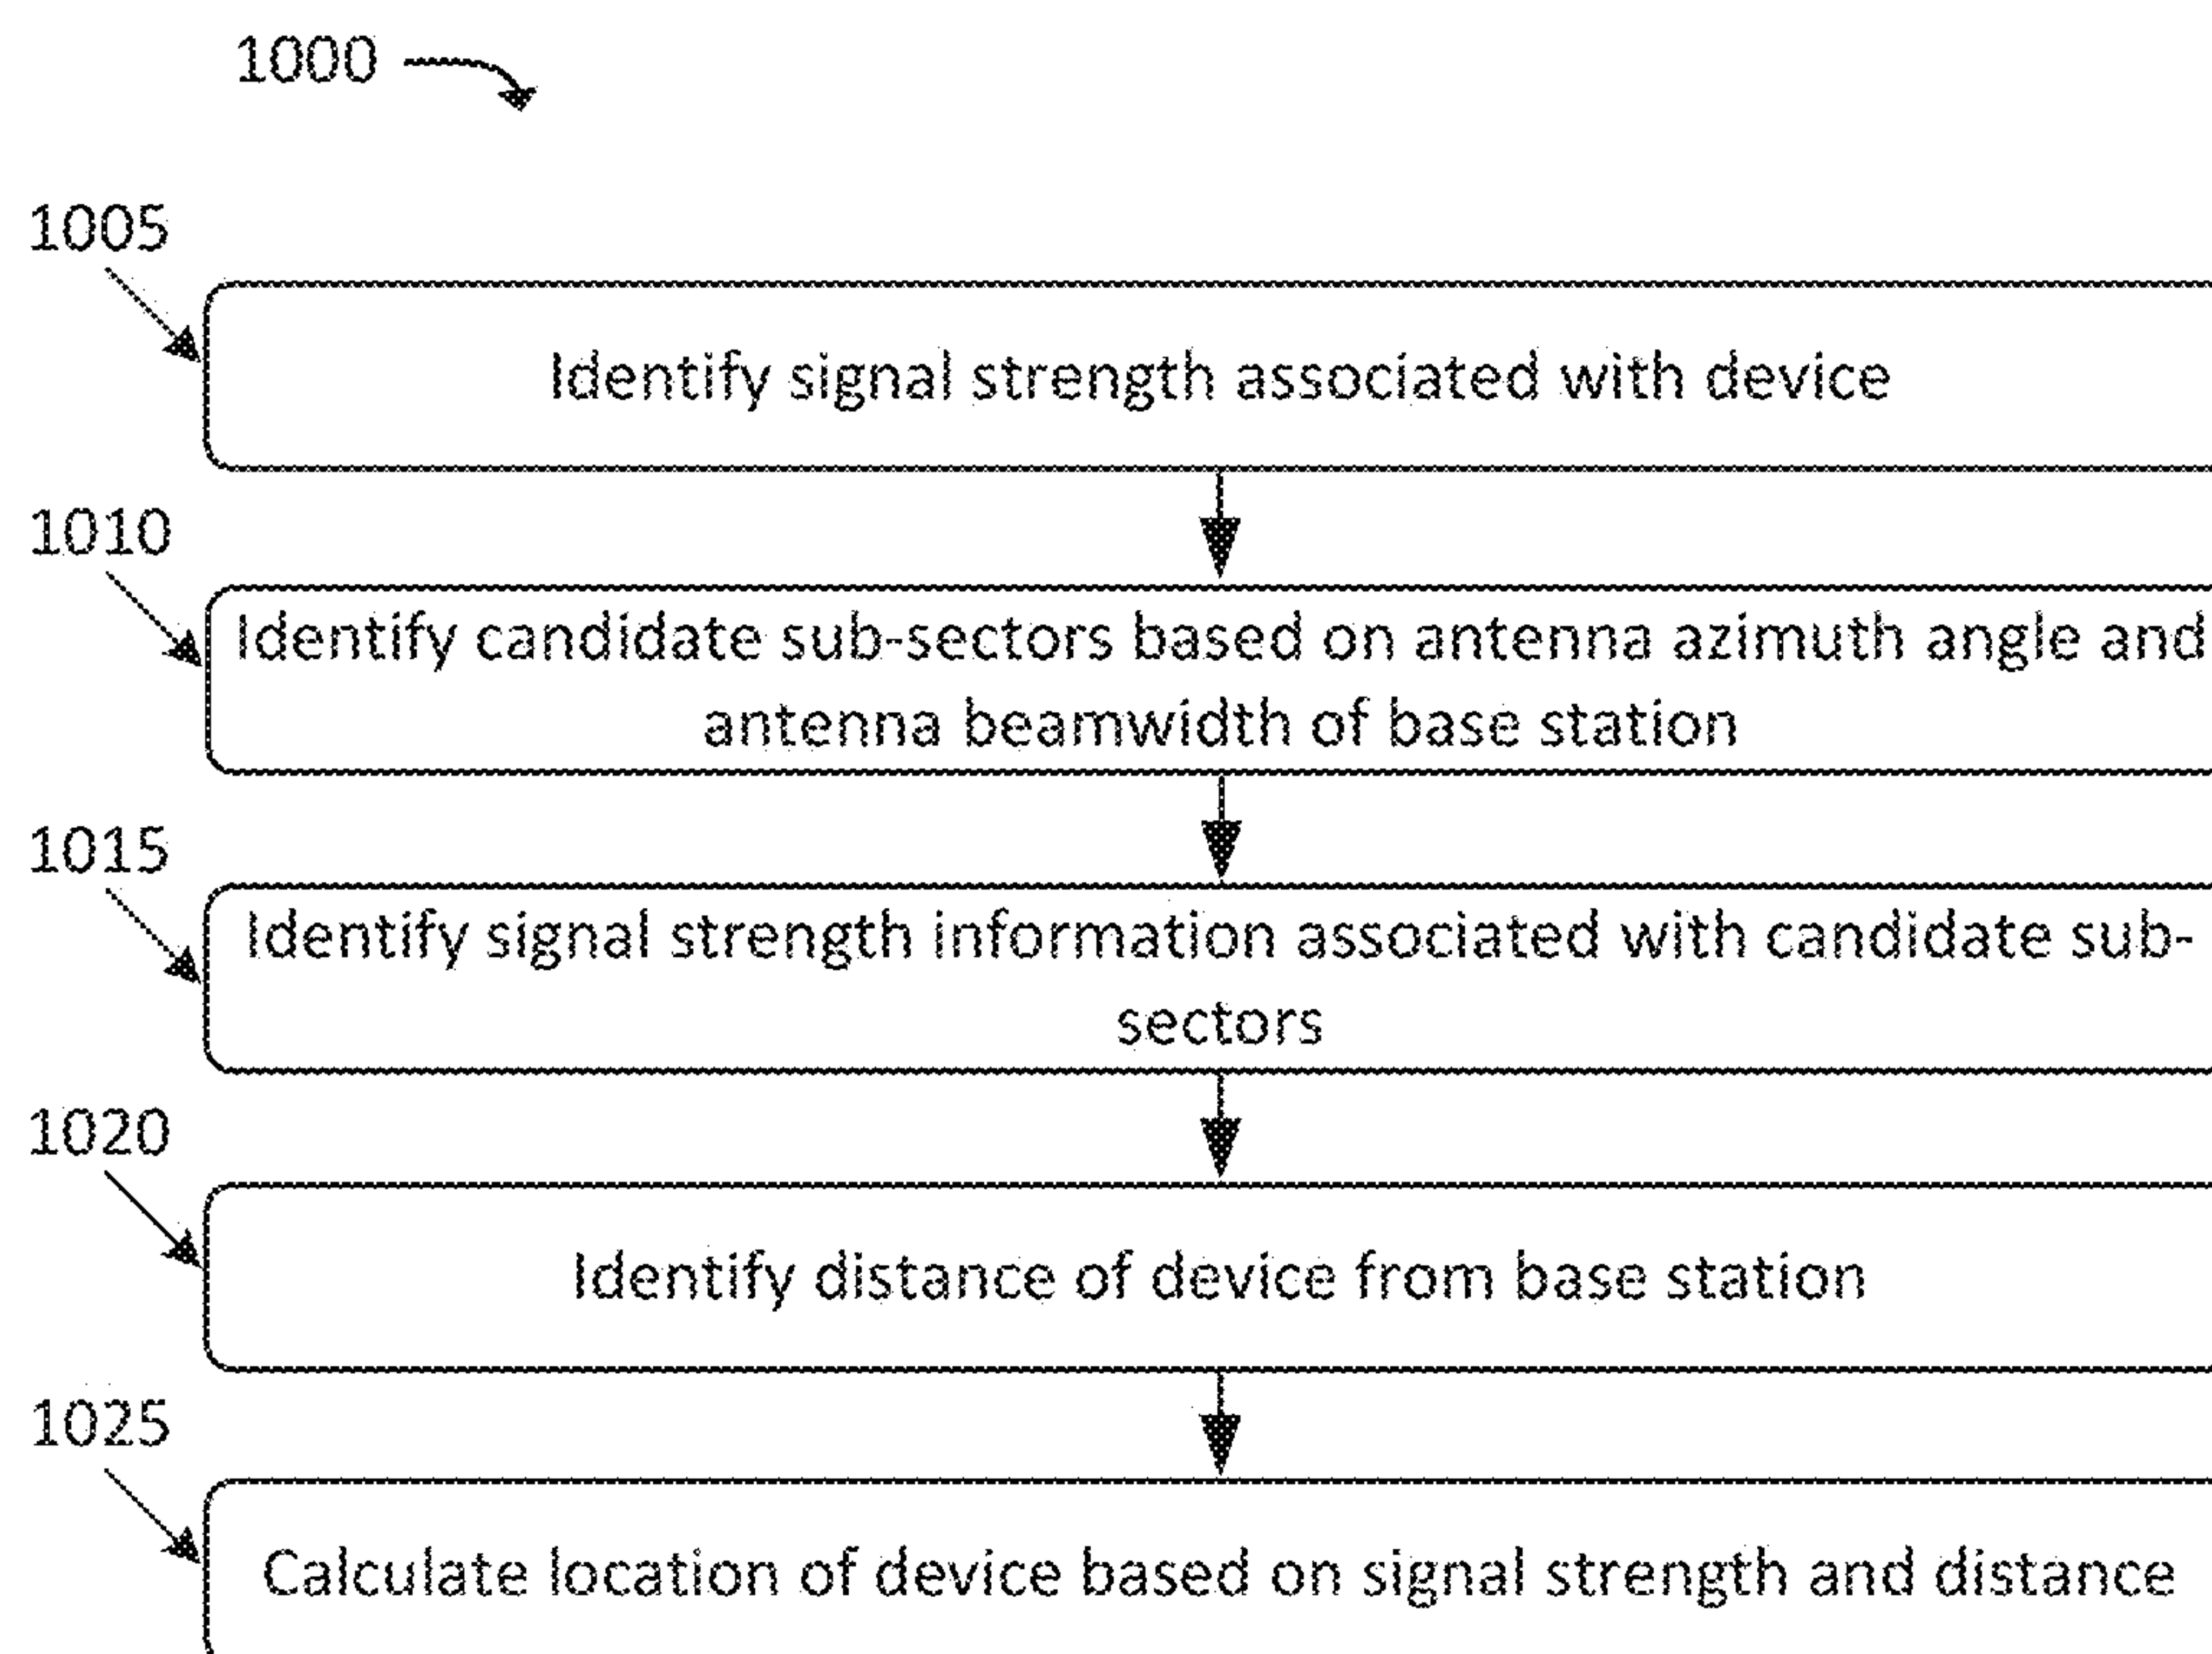 1000
1005
Identify signal strength associated with device
1010
Identify candidate sub-sectors based on antenna azimuth angle and
antenna beamwidth of base station
1015
Identify signal strength information associated with candidate sub-
sectors
1020
Identify distance of device from base station
1025
Calculate location of device based on signal strength and distance